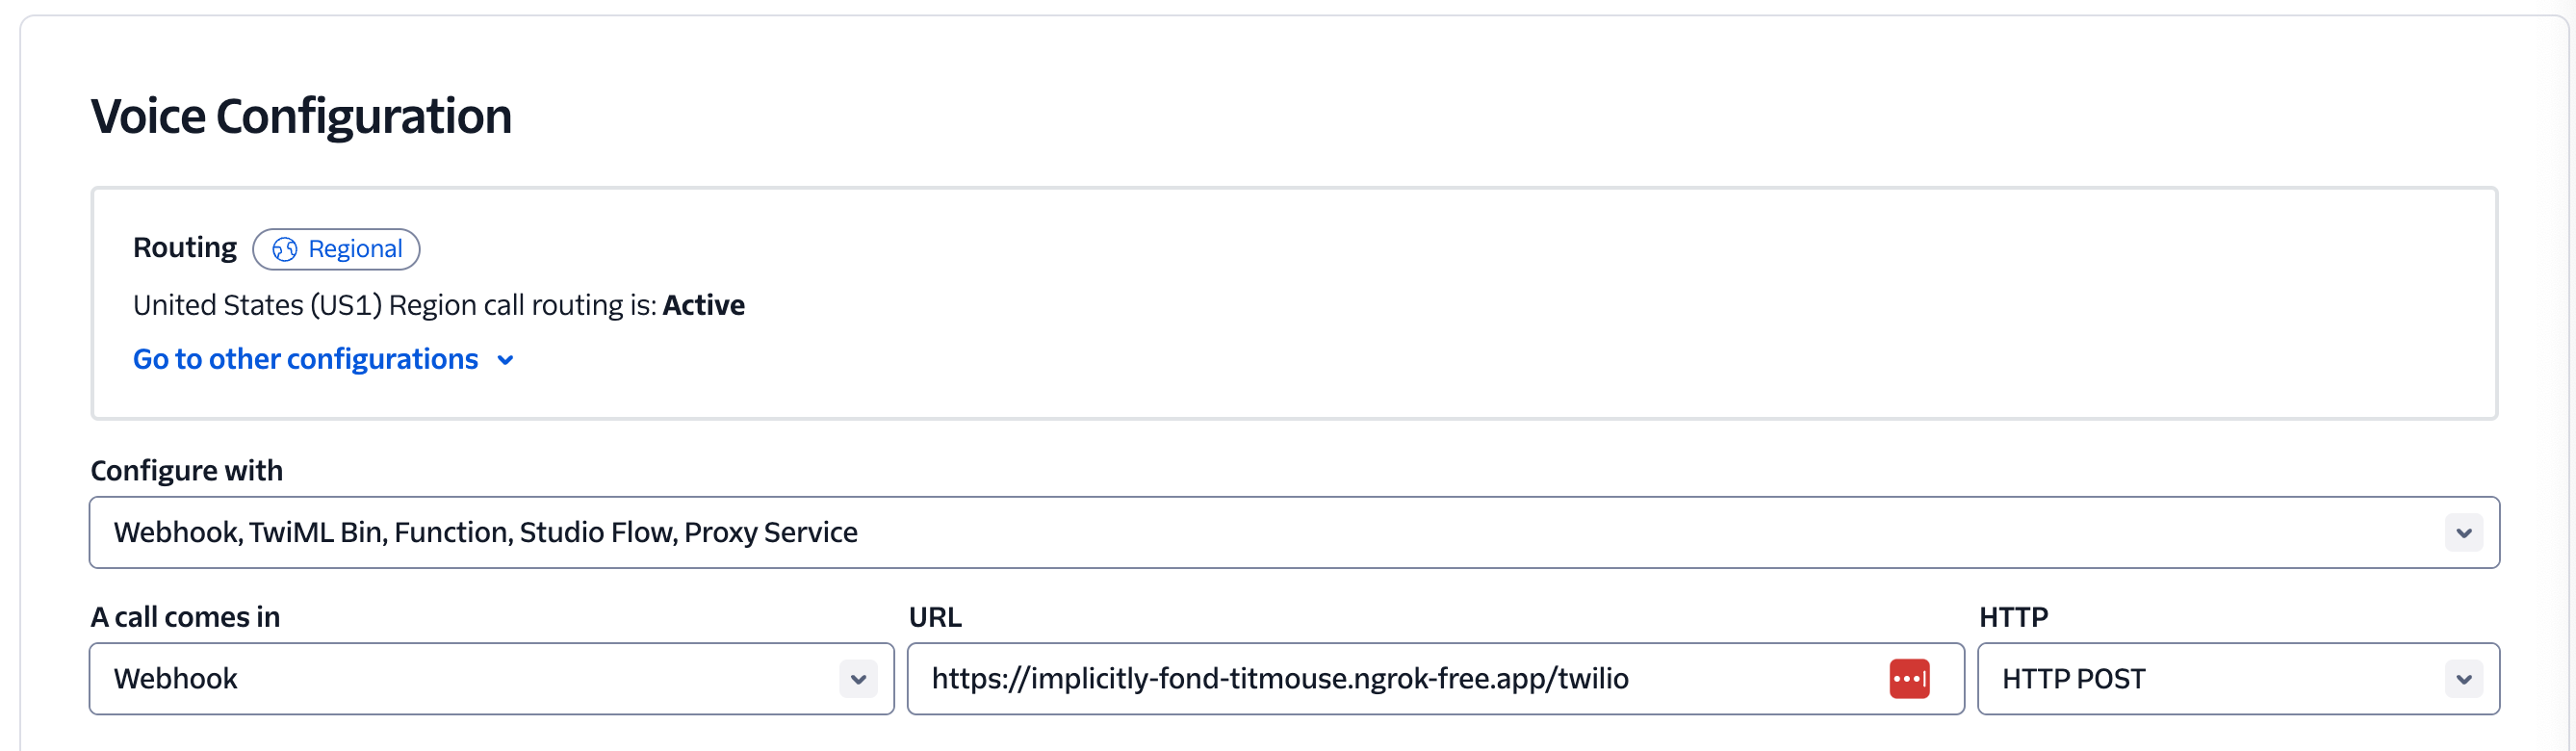 Voice Configuration
Routing Regional
United States (US1) Region call routing is: Active
Go to other configurations
Configure with
Webhook, TwiML Bin, Function, Studio Flow, Proxy Service
A call comes in URL HTTP
Webhook https://implicitly-fond-titmouse.ngrok-free.app/twilio HTTP POST